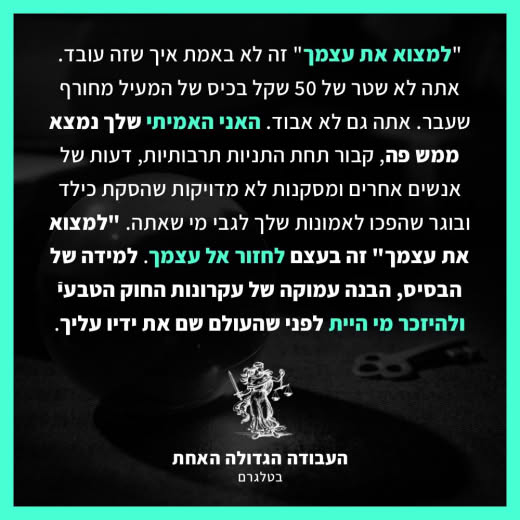 "למצוא את עצמך" זה לא באמת איך שזה עובד.
אתה לא שטר של 50 שקל בכיס של המעיל מחורף
שעבר. אתה גם לא אבוד. האני האמיתי שלך נמצא
ממש פה, קבור תחת התניות תרבותיות, דעות של
אנשים אחרים ומסקנות לא מדויקות שהסקת כילד
ובוגר שהפכו לאמונות שלך לגבי מי שאתה. "למצוא
את עצמך" זה בעצם לחזור אל עצמך. למידה של
הבסיס, הבנה עמוקה של עקרונות החוק הטבעי
ולהיזכר מי היית לפני שהעולם שם את ידיו עליך.
העבודה הגדולה האחת
בטלגרם